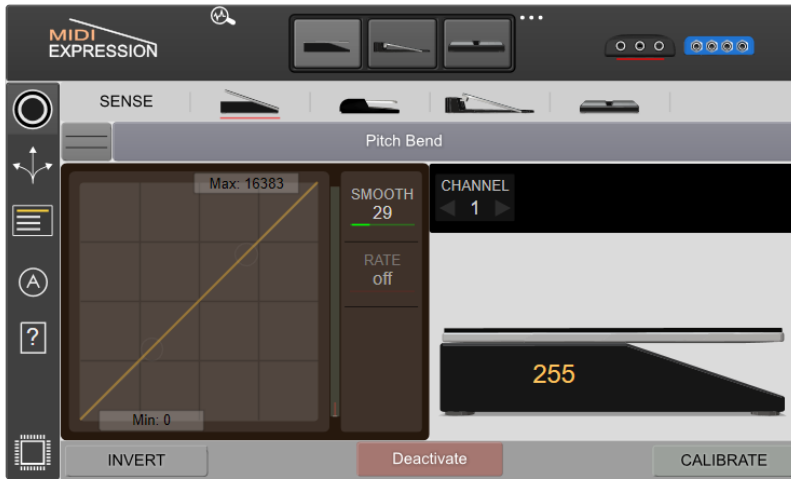 MIDI
EXPRESSION
SENSE
Pitch Bend
Max: 16383
SMOOTH
29
RATE
off
Min: 0
CHANNEL
1
255
A
?
INVERT
Deactivate
CALIBRATE